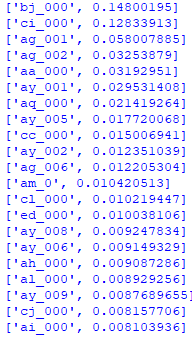 ['bj_000', 0.14800195]
['ci_000', 0.12833913]
['ag_001', 0.058007885]
['ag_002', 0.03253879]
['aa_000', 0.03192951]
['ay_001', 0.029531408]
['aq_000', 0.021419264]
['ay_005', 0.017720068]
['cc_000', 0.015006941]
['ay_002', 0.012351039]
['ag_006', 0.012205304]
['am_0', 0.010420513]
['cl_000', 0.010219447]
['ed_000', 0.010038106]
['ay_008', 0.009247834]
['ay_006', 0.009149329]
['ah_000', 0.009087286]
['al_000', 0.008929256]
['ay_009', 0.0087689655]
['cj_000', 0.008157706]
['ai_000', 0.008103936]